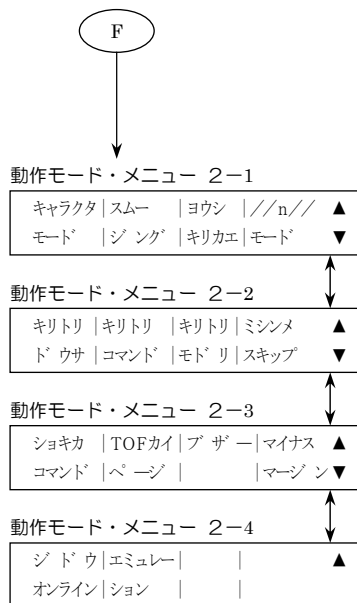 F
動作モード・メニュー 2−1
キャラクタ|スムー |ヨウシ |//n// ▲
モード |ジング|キリカエ|モード ▼
動作モード・メニュー 2−2
キリトリ |キリトリ |キリトリ|ミシンメ ▲
ドウサ |コマンド|モドリ|スキップ ▼
動作モード・メニュー 2−3
ショキカ |TOFカイ|ブザー|マイナス ▲
コマンド |ページ | |マージン▼
動作モード・メニュー 2−4
ジドウ|エミュレー| | ▲
オンライン|ション | |